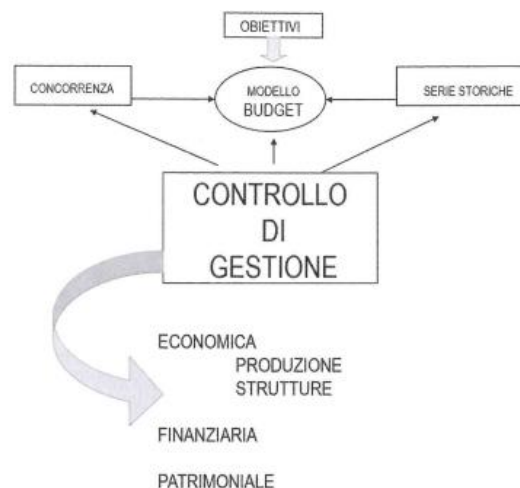 OBIETTIVI
CONCORRENZA
MODELLO
BUDGET
SERIE STORICHE
CONTROLLO
DI
GESTIONE
ECONOMICA
PRODUZIONE
STRUTTURE
FINANZIARIA
PATRIMONIALE